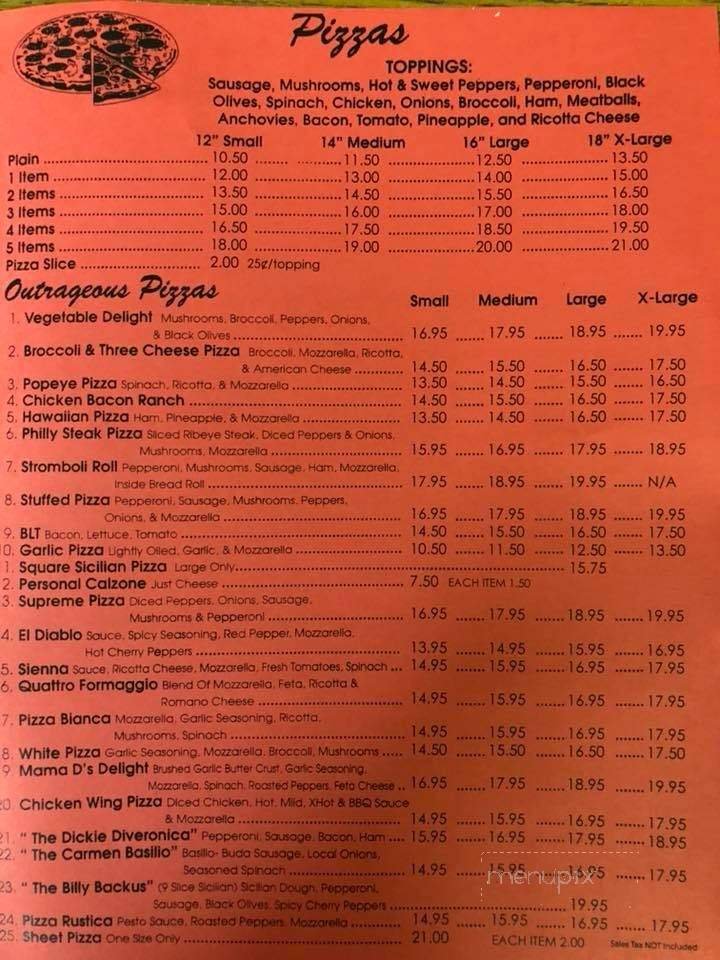 Pizzas
TOPPINGS:
Sausage, Mushrooms, Hot & Sweet Peppers, Pepperoni, Black
Olives, Spinach, Chicken, Onions, Broccoli, Ham, Meatballs,
Anchovies, Bacon, Tomato, Pineapple, and Ricotta Cheese
12" Small 14" Medium 16" Large 18" X-Large
Plain 10.50 11.50 12.50 13.50
1 Item 12.00 13.00 14.00 15.00
2 Items 13.50 14.50 15.50 16.50
3 Items 15.00 16.00 17.00 18.00
4 Items 16.50 17.50 18.50 19.50
5 Items 18.00 19.00 20.00 21.00
Pizza Slice 2.00 25¢/topping
Outrageous Pizzas Small Medium Large X-Large
1. Vegetable Delight Mushrooms, Broccoli, Peppers, Onions,
& Black Olives 16.95 17.95 18.95 19.95
2. Broccoli & Three Cheese Pizza Broccoli, Mozzarella, Ricotta,
& American Cheese 14.50 15.50 16.50 17.50
3. Popeye Pizza Spinach, Ricotta, & Mozzarella 13.50 14.50 15.50 16.50
4. Chicken Bacon Ranch 14.50 15.50 16.50 17.50
5. Hawaiian Pizza Ham, Pineapple, & Mozzarella 13.50 14.50 16.50 17.50
6. Philly Steak Pizza Sliced Ribeye Steak, Diced Peppers & Onions,
Mushrooms, Mozzarella 15.95 16.95 17.95 18.95
7. Stromboli Roll Pepperoni, Mushrooms, Sausage, Ham, Mozzarella,
Inside Bread Roll 17.95 18.95 19.95 N/A
8. Stuffed Pizza Pepperoni, Sausage, Mushrooms, Peppers,
Onions, & Mozzarella 16.95 17.95 18.95 19.95
9. BLT Bacon, Lettuce, Tomato 14.50 15.50 16.50 17.50
0. Garlic Pizza Lightly Oiled, Garlic, & Mozzarella 10.50 11.50 12.50 13.50
1. Square Sicilian Pizza Large Only 15.75
2. Personal Calzone Just Cheese 7.50 EACH ITEM 1.50
3. Supreme Pizza Diced Peppers, Onions, Sausage,
Mushrooms & Pepperoni 16.95 17.95 18.95 19.95
4. El Diablo Sauce, Spicy Seasoning, Red Pepper, Mozzarella,
Hot Cherry Peppers 13.95 14.95 15.95 16.95
5. Sienna Sauce, Ricotta Cheese, Mozzarella, Fresh Tomatoes, Spinach 14.95 15.95 16.95 17.95
6. Quattro Formaggio Blend Of Mozzarella, Feta, Ricotta &
Romano Cheese 14.95 15.95 16.95 17.95
7. Pizza Bianca Mozzarella, Garlic Seasoning, Ricotta,
Mushrooms, Spinach 14.95 15.95 16.95 17.95
8. White Pizza Garlic Seasoning, Mozzarella, Broccoli, Mushrooms 14.50 15.50 16.50 17.50
9 Mama D's Delight Brushed Garlic Butter Crust, Garlic Seasoning,
Mozzarella, Spinach, Roasted Peppers, Feta Cheese 16.95 17.95 18.95 19.95
20. Chicken Wing Pizza Diced Chicken, Hot, Mild, XHot & BBQ Sauce
& Mozzarella 14.95 15.95 16.95 17.95
21. " The Dickie Diveronica" Pepperoni, Sausage, Bacon, Ham 15.95 16.95 17.95 18.95
22. " The Carmen Basilio" Basilio- Buda Sausage, Local Onions,
Seasoned Spinach 14.95 15.95 16.95 17.95
23. " The Billy Backus" (9 Slice Sicilian) Sicilian Dough, Pepperoni,
Sausage, Black Olives, Spicy Cherry Peppers 19.95
24. Pizza Rustica Pesto Sauce, Roasted Peppers, Mozzarella 14.95 15.95 16.95 17.95
25. Sheet Pizza One Size Only 21.00 EACH ITEM 2.00 Sales Tax NOT Included
menupix